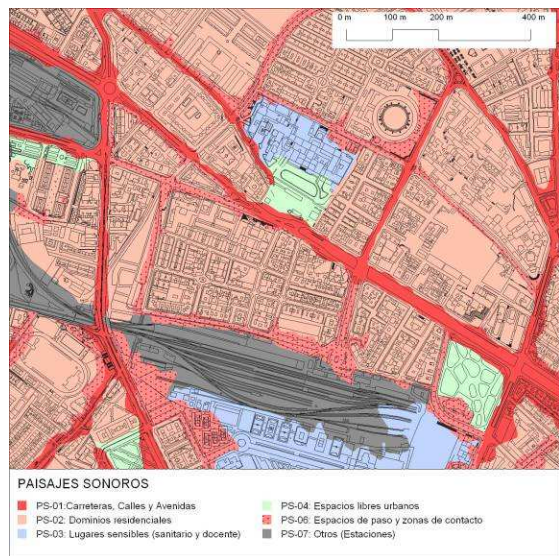 0 m 100 m 200 m 400 m
PAISAJES SONOROS
PS-01:Carreteras, Calles y Avenidas
PS-02: Dominios residenciales
PS-03: Lugares sensibles (sanitario y docente)
PS-04: Espacios libres urbanos
PS-06: Espacios de paso y zonas de contacto
PS-07: Otros (Estaciones)